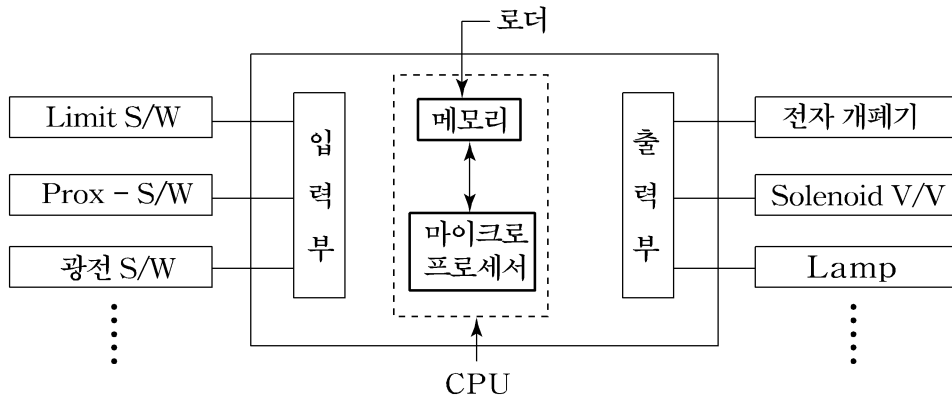 로더
Limit S/W
Prox - S/W
광전 S/W
입력부
메모리
마이크로
프로세서
출력부
전자 개폐기
Solenoid V/V
Lamp
CPU